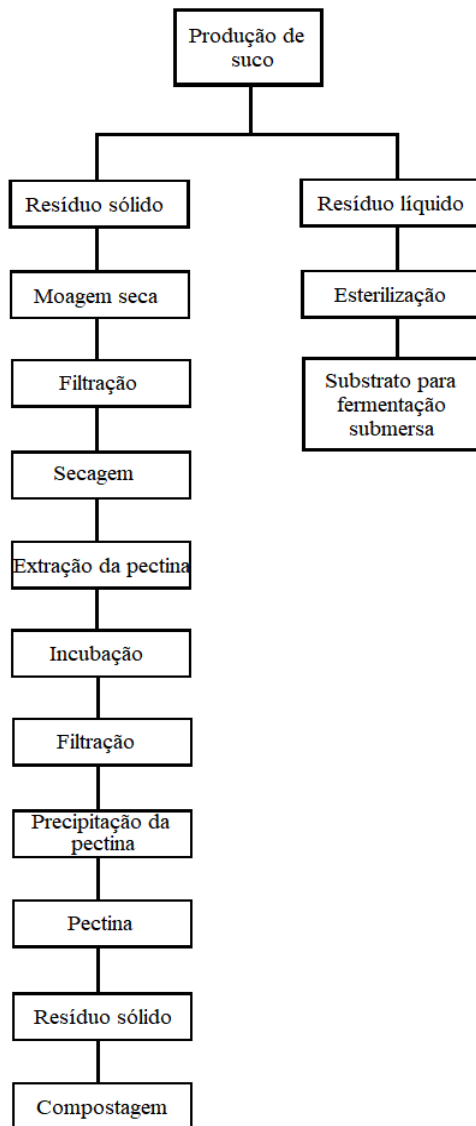 Produção de
suco
Resíduo sólido
Resíduo líquido
Moagem seca
Esterilização
Filtração
Substrato para
fermentação
submersa
Secagem
Extração da pectina
Incubação
Filtração
Precipitação da
pectina
Pectina
Resíduo sólido
Compostagem